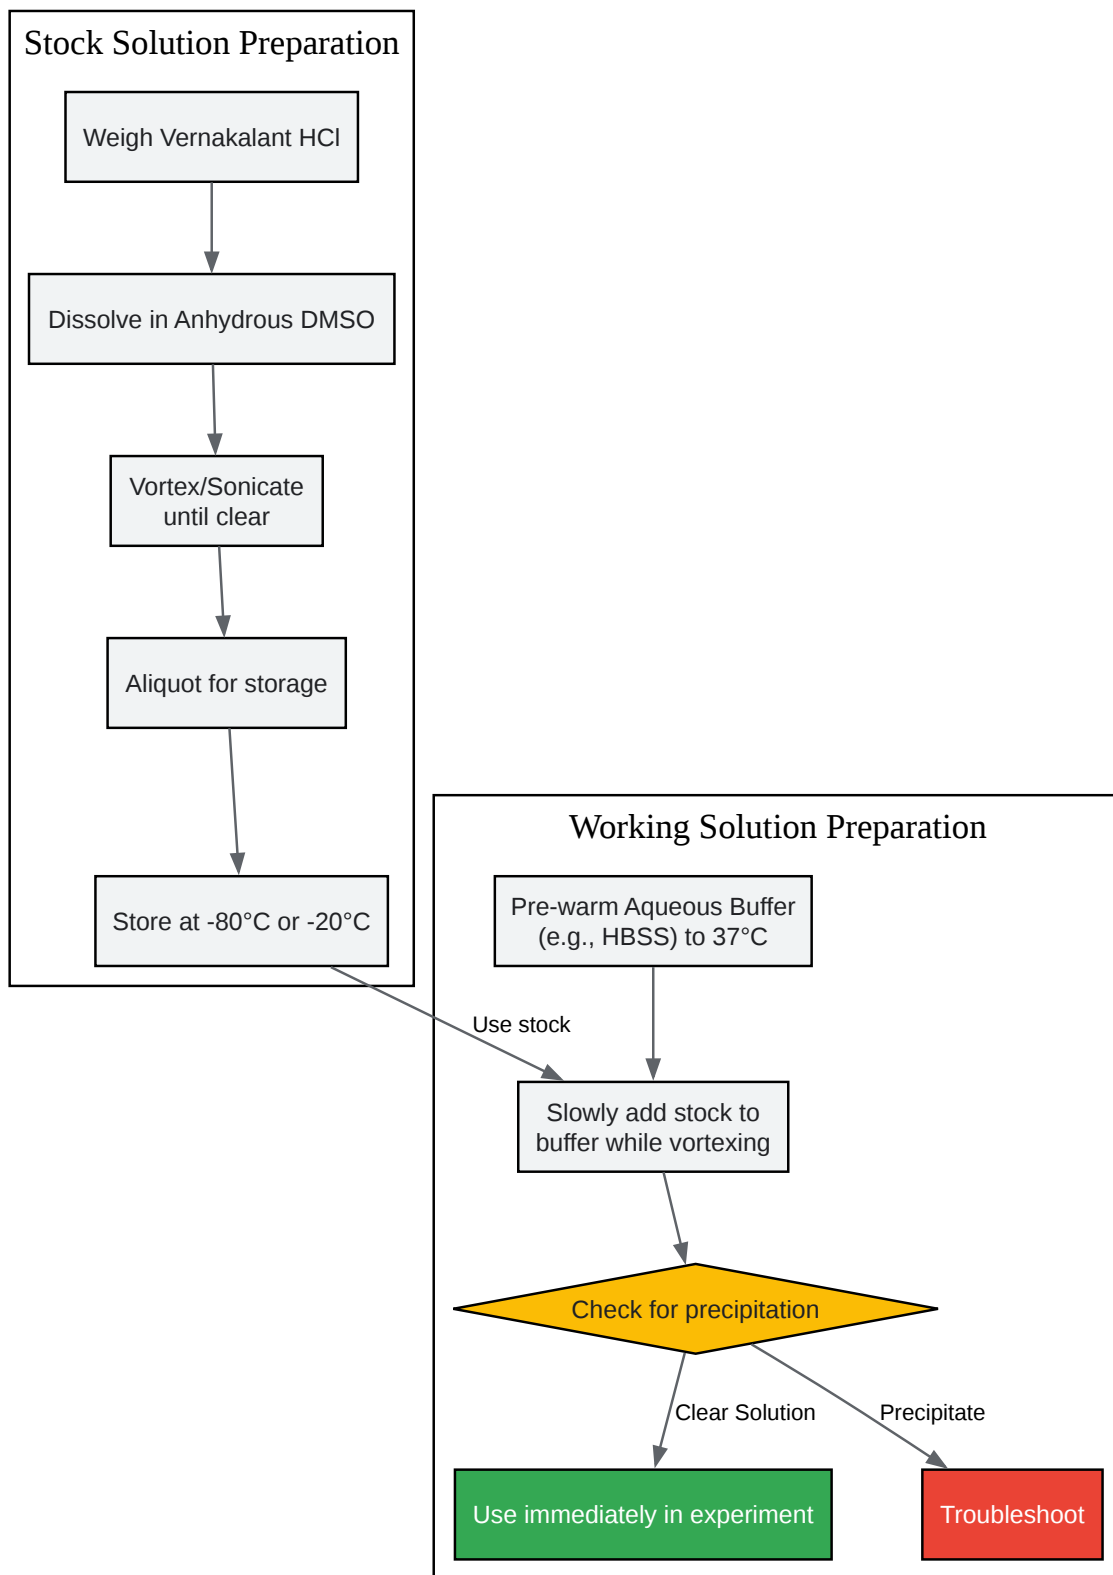 Stock Solution Preparation
Weigh Vernakalant HCl
Dissolve in Anhydrous DMSO
Vortex/Sonicate
until clear
Aliquot for storage
Store at -80°C or -20°C
Working Solution Preparation
Pre-warm Aqueous Buffer
(e.g., HBSS) to 37°C
Use stock
Slowly add stock to
buffer while vortexing
Check for precipitation
Clear Solution
Precipitate
Use immediately in experiment
Troubleshoot